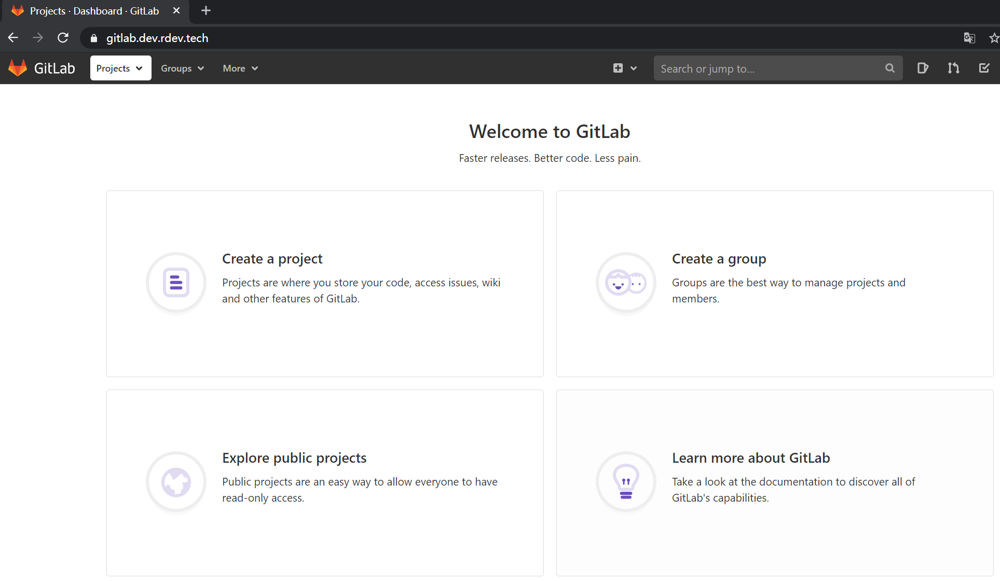 Projects · Dashboard · GitLab
gitlab.dev.rdev.tech
GitLab Projects Groups More Search or jump to...
Welcome to GitLab
Faster releases. Better code. Less pain.
Create a project
Projects are where you store your code, access issues, wiki
and other features of GitLab.
Create a group
Groups are the best way to manage projects and
members.
Explore public projects
Public projects are an easy way to allow everyone to have
read-only access.
Learn more about GitLab
Take a look at the documentation to discover all of
GitLab's capabilities.